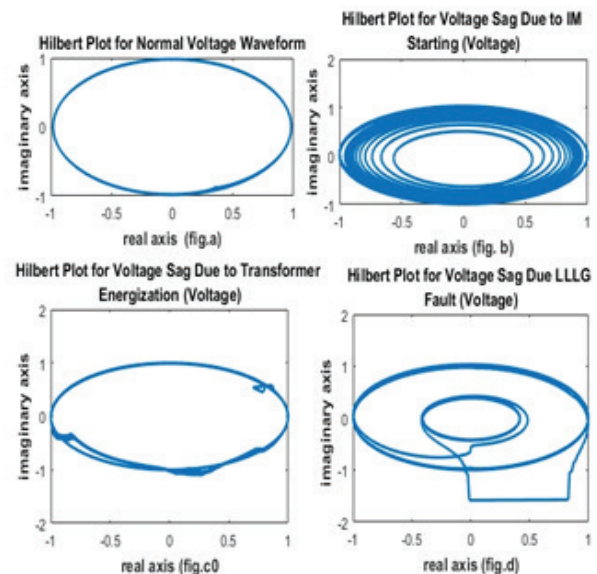 Hilbert Plot for Normal Voltage Waveform
1
0
-1
imaginary axis
-1 -0.5 0 0.5 1
real axis (fig.a)
Hilbert Plot for Voltage Sag Due to IM
Starting (Voltage)
2
1
0
-1
imaginary axis
-1 -0.5 0 0.5 1
real axis (fig. b)
Hilbert Plot for Voltage Sag Due to Transformer
Energization (Voltage)
2
1
0
-1
-2
imaginary axis
-1 -0.5 0 0.5 1
real axis (fig.c0
Hilbert Plot for Voltage Sag Due LLLG
Fault (Voltage)
2
1
0
-1
-2
imaginary axis
-1 -0.5 0 0.5 1
real axis (fig.d)